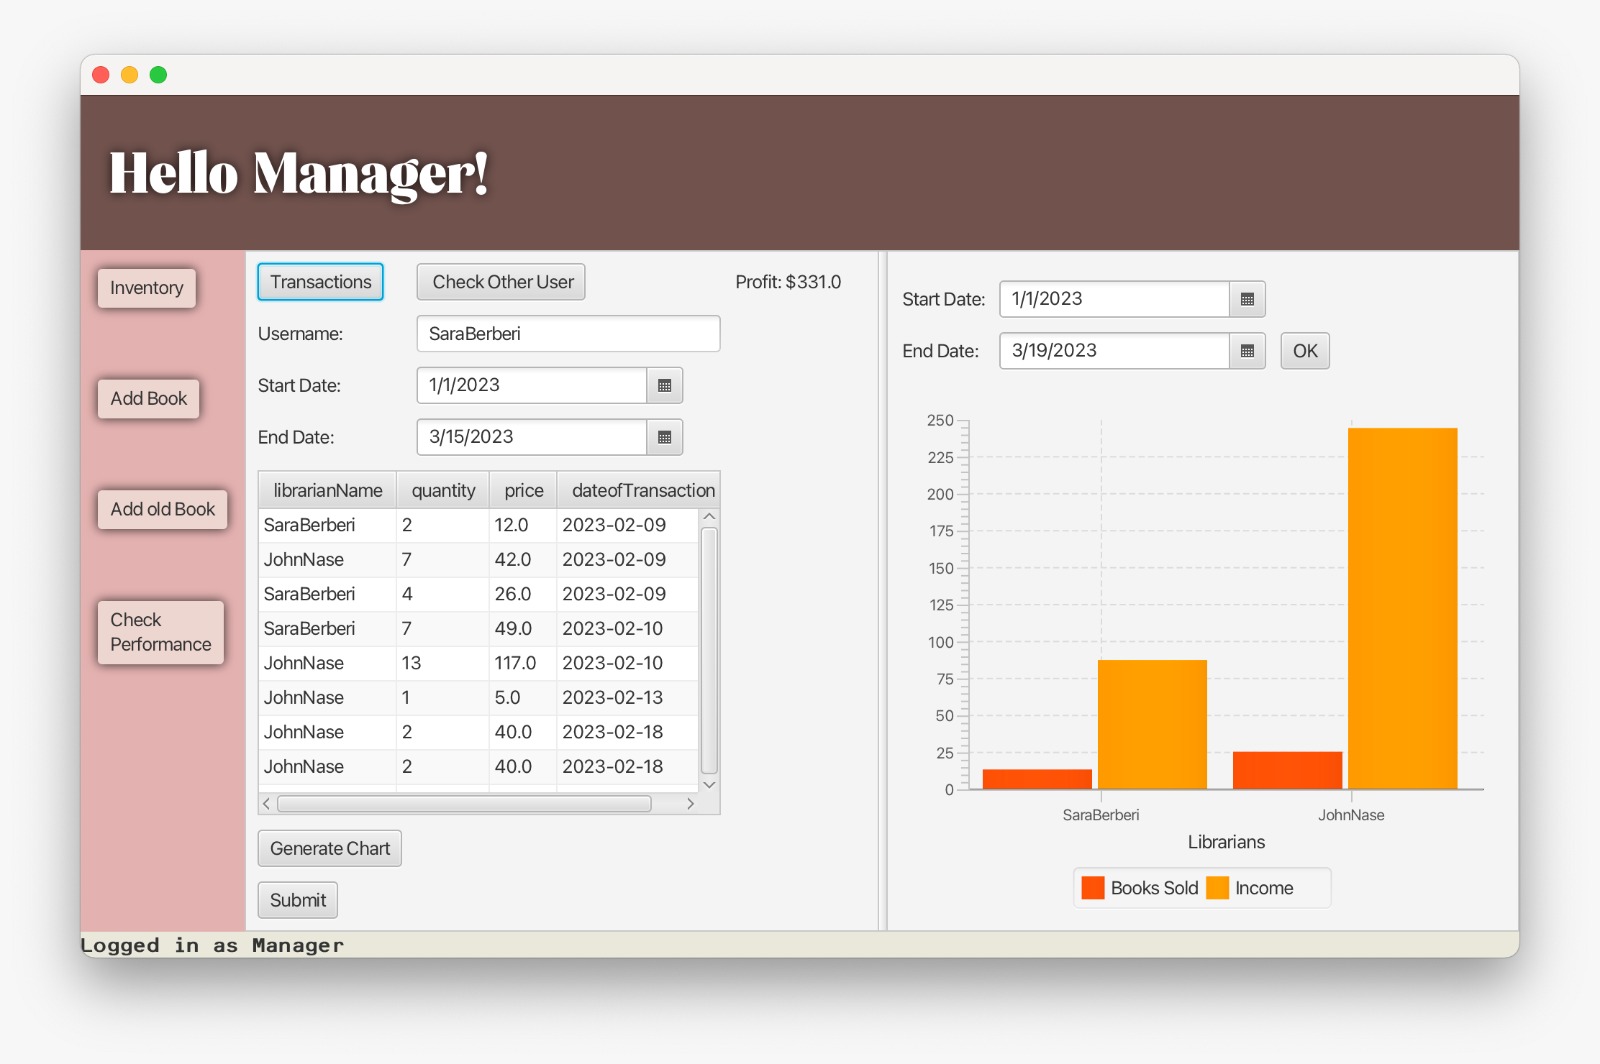 Hello Manager!
Inventory
Add Book
Add old Book
Check
Performance
Transactions
Check Other User
Profit: $331.0
Username:
SaraBerberi
Start Date:
1/1/2023
End Date:
3/15/2023
librarianName quantity price dateofTransaction
SaraBerberi 2 12.0 2023-02-09
JohnNase 7 42.0 2023-02-09
SaraBerberi 4 26.0 2023-02-09
SaraBerberi 7 49.0 2023-02-10
JohnNase 13 117.0 2023-02-10
JohnNase 1 5.0 2023-02-13
JohnNase 2 40.0 2023-02-18
JohnNase 2 40.0 2023-02-18
Generate Chart
Submit
Start Date: 1/1/2023
End Date: 3/19/2023 OK
250
225
200
175
150
125
100
75
50
25
0
SaraBerberi JohnNase
Librarians
Books Sold Income
Logged in as Manager